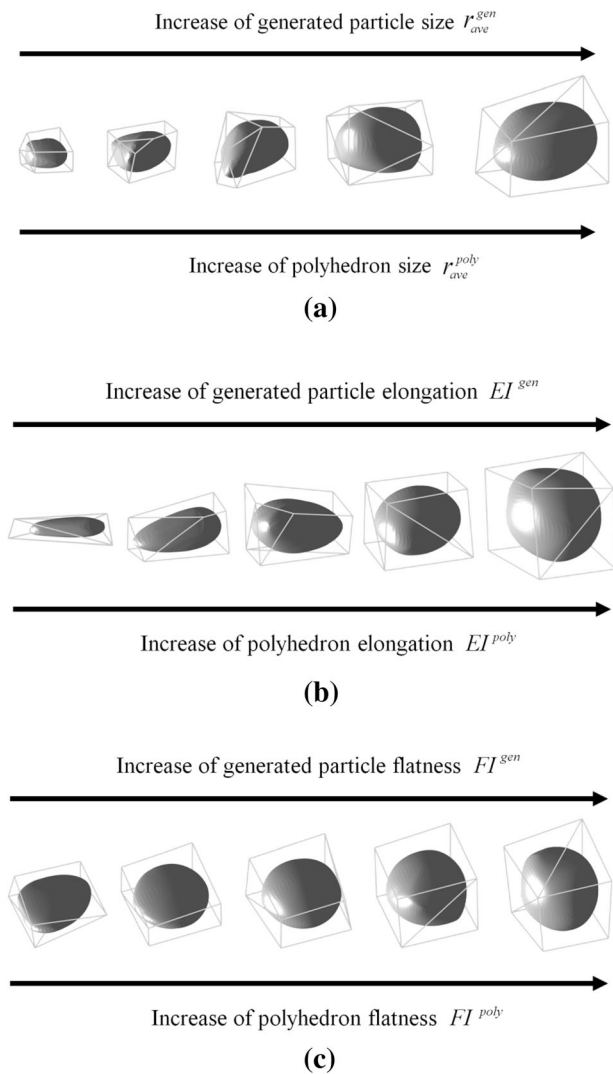 Increase of generated particle size r_ave^gen
Increase of polyhedron size r_ave^poly
(a)
Increase of generated particle elongation EI^gen
Increase of polyhedron elongation EI^poly
(b)
Increase of generated particle flatness FI^gen
Increase of polyhedron flatness FI^poly
(c)